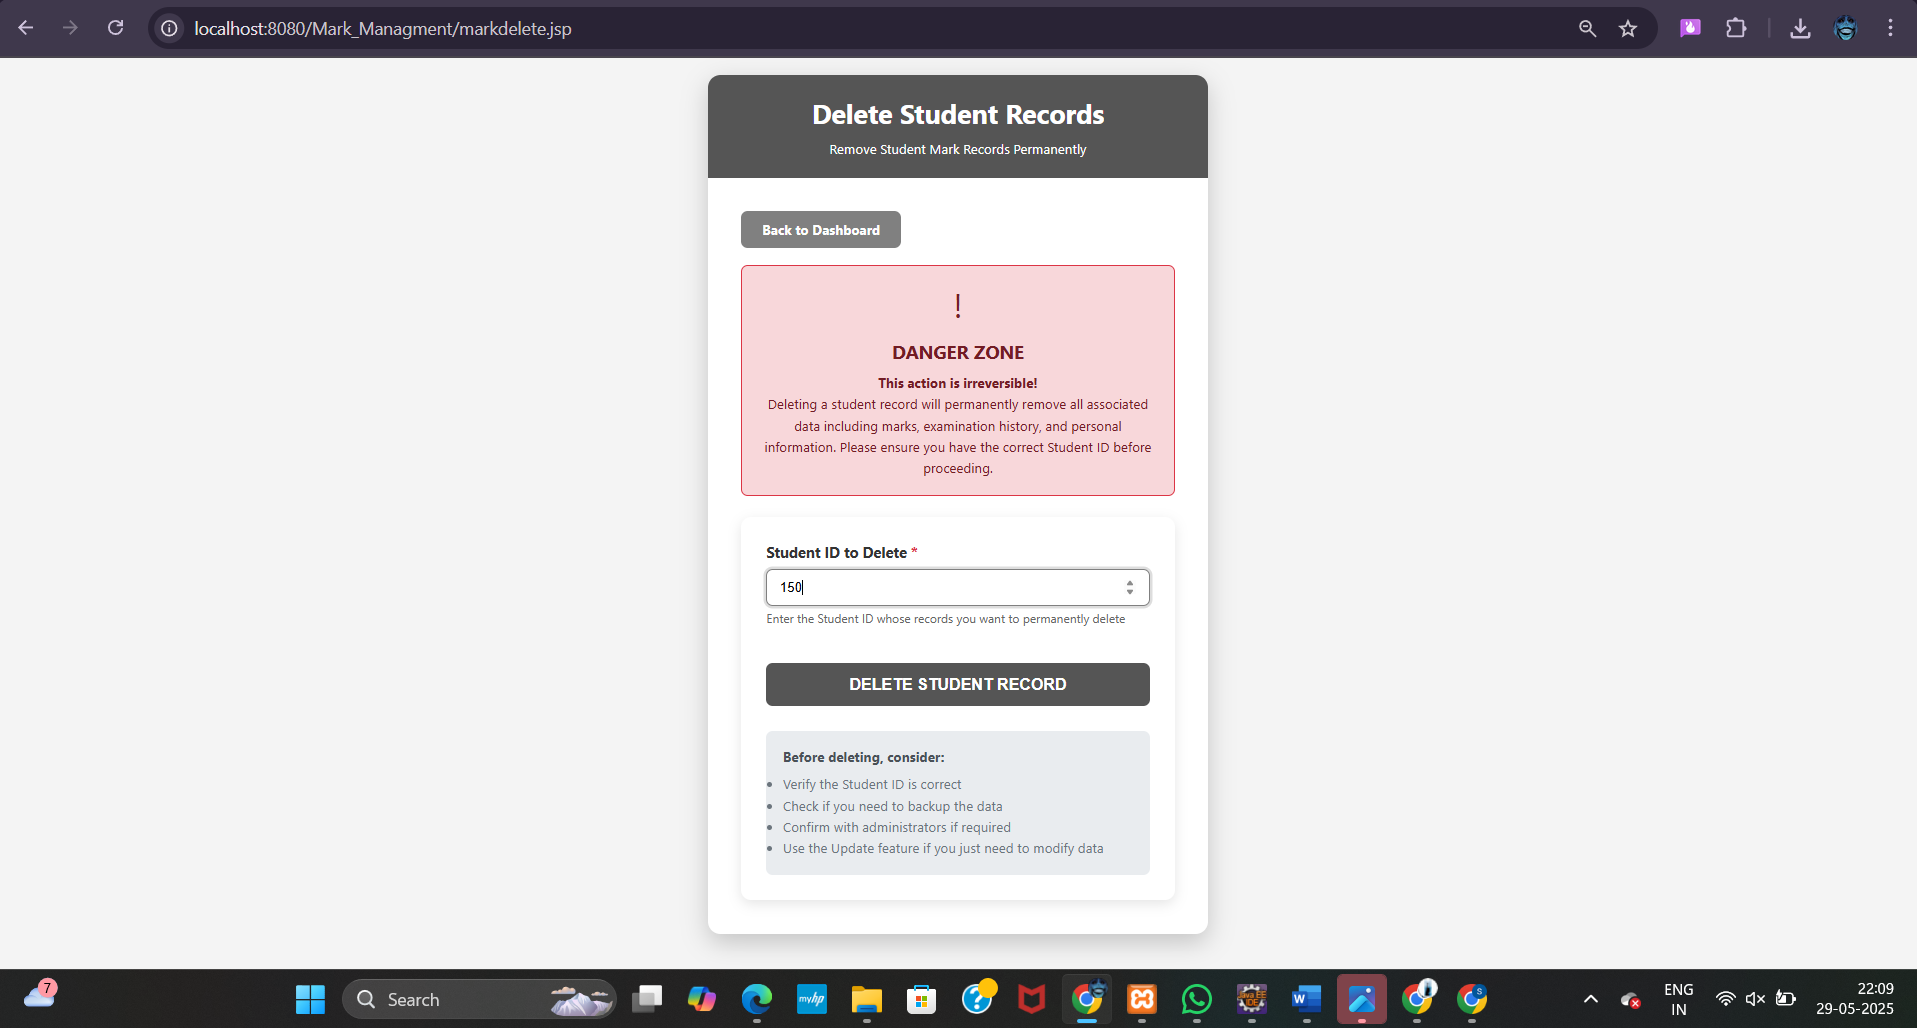 localhost:8080/Mark_Managment/markdelete.jsp
Delete Student Records
Remove Student Mark Records Permanently
Back to Dashboard
!
DANGER ZONE
This action is irreversible!
Deleting a student record will permanently remove all associated
data including marks, examination history, and personal
information. Please ensure you have the correct Student ID before
proceeding.
Student ID to Delete *
150
Enter the Student ID whose records you want to permanently delete
DELETE STUDENT RECORD
Before deleting, consider:
• Verify the Student ID is correct
• Check if you need to backup the data
• Confirm with administrators if required
• Use the Update feature if you just need to modify data
7
Search
myhp
Java EE
IDE
W
S
ENG
IN
22:09
29-05-2025